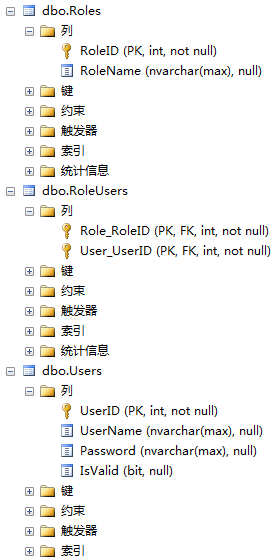 dbo.Roles
列
RoleID (PK, int, not null)
RoleName (nvarchar(max), null)
键
约束
触发器
索引
统计信息
dbo.RoleUsers
列
Role_RoleID (PK, FK, int, not null)
User_UserID (PK, FK, int, not null)
键
约束
触发器
索引
统计信息
dbo.Users
列
UserID (PK, int, not null)
UserName (nvarchar(max), null)
Password (nvarchar(max), null)
IsValid (bit, null)
键
约束
触发器
索引